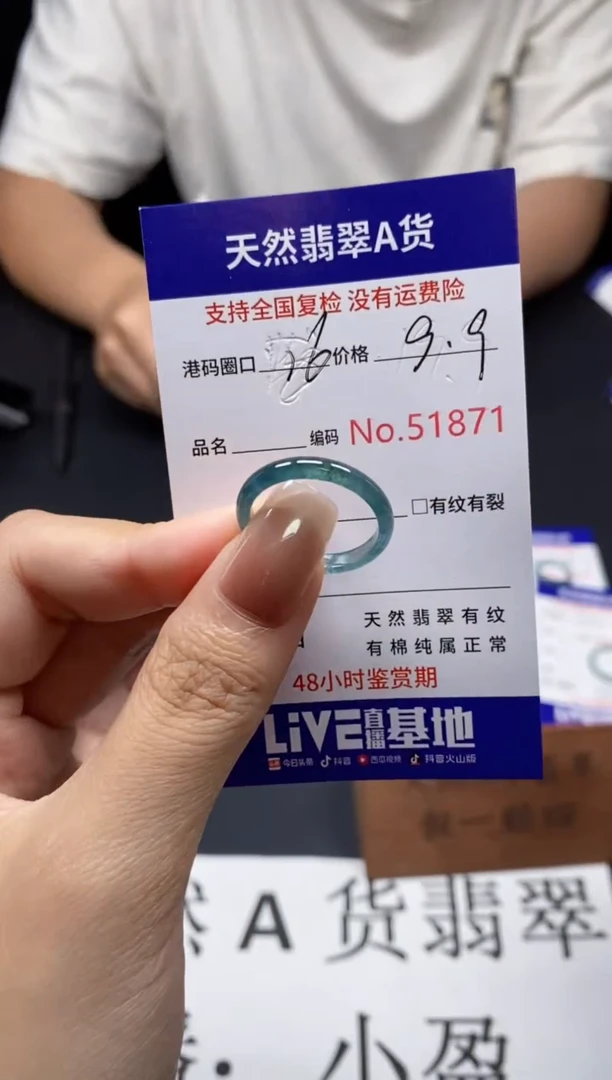 天然翡翠A货
支持全国复检 没有运费险
港码圈口 16 价格 9.9
品名 编码 No.51871
□有纹有裂
天然翡翠有纹
有棉纯属正常
48小时鉴赏期
LiVE直播基地
今日头条 抖音 西瓜视频 抖音火山版
A货翡翠
小盈